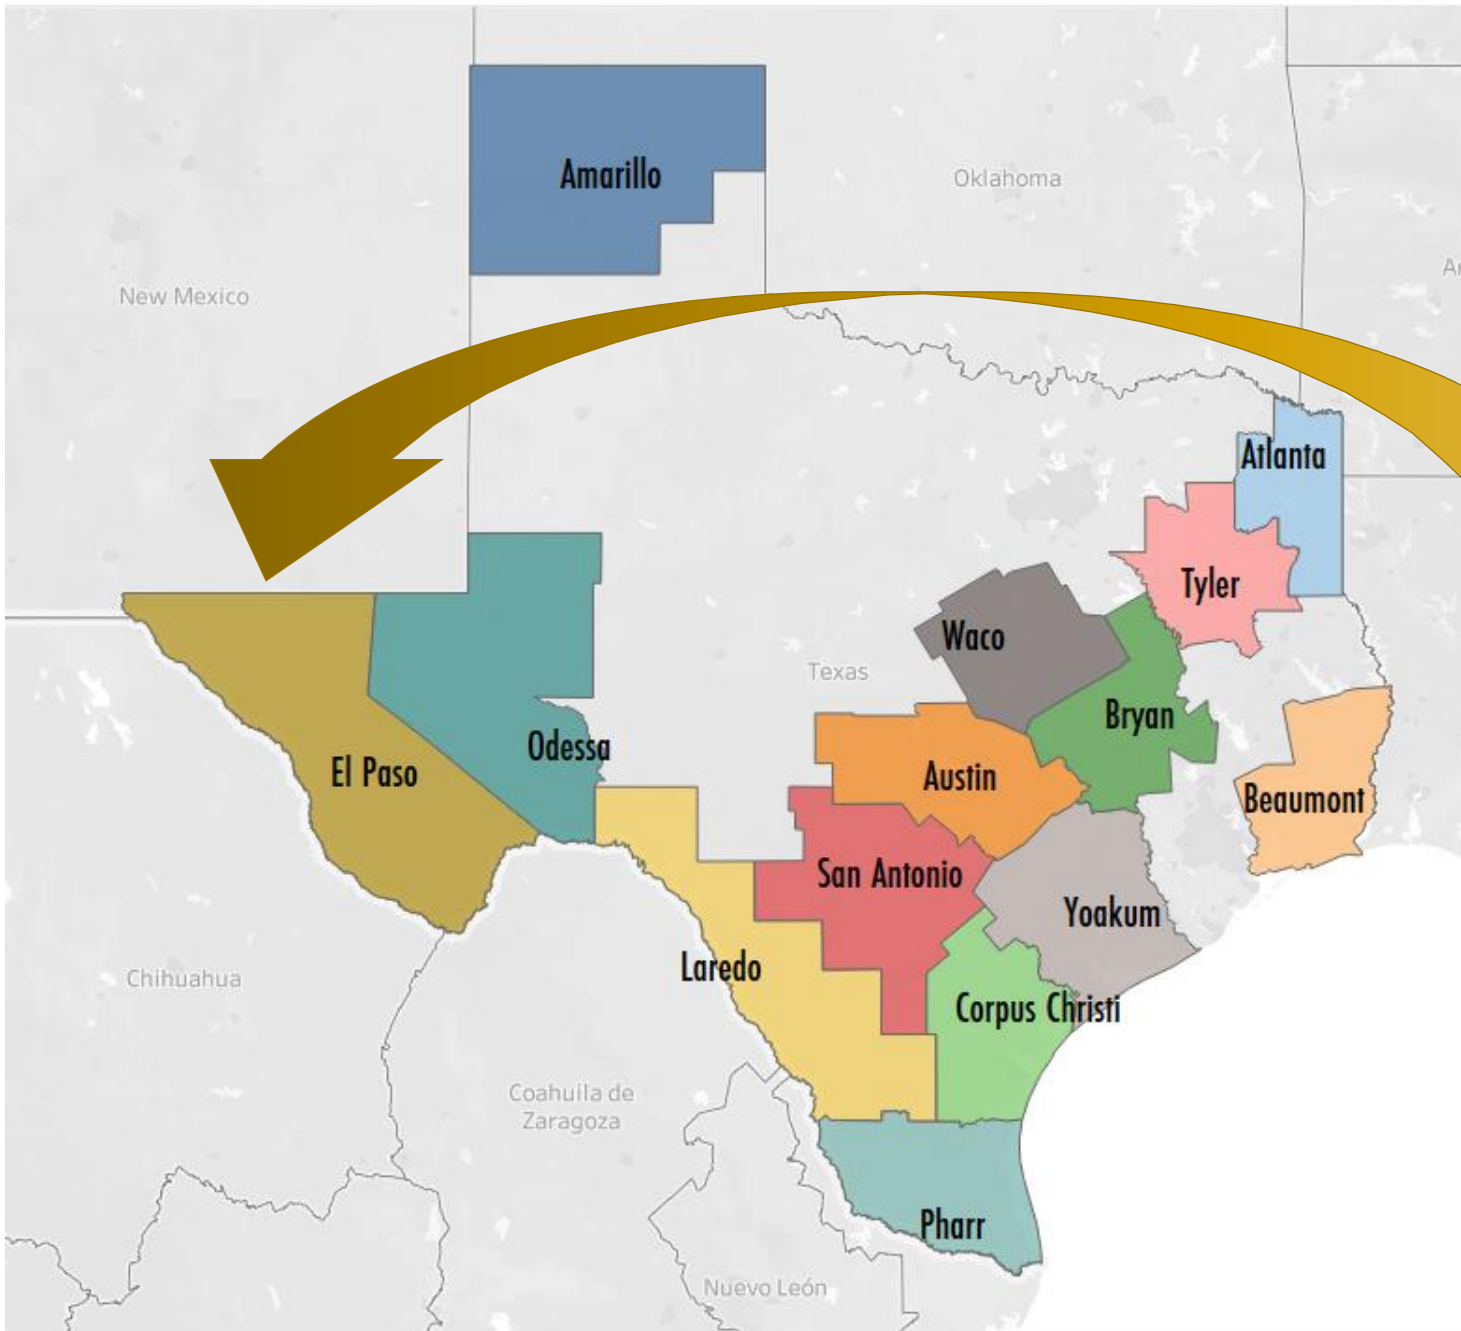 Amarillo
Oklahoma
Ar
New Mexico
Atlanta
Tyler
Waco
Texas
Bryan
Odessa
El Paso
Austin
Beaumont
San Antonio
Yoakum
Laredo
Chihuahua
Corpus Christi
Coahuila de
Zaragoza
Pharr
Nuevo León